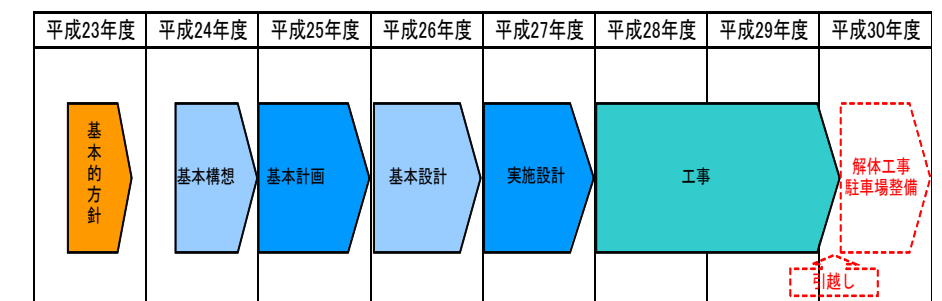 平成23年度 平成24年度 平成25年度 平成26年度 平成27年度 平成28年度 平成29年度 平成30年度
基本的方針
基本構想
基本計画
基本設計
実施設計
工事
解体工事
駐車場整備
引越し